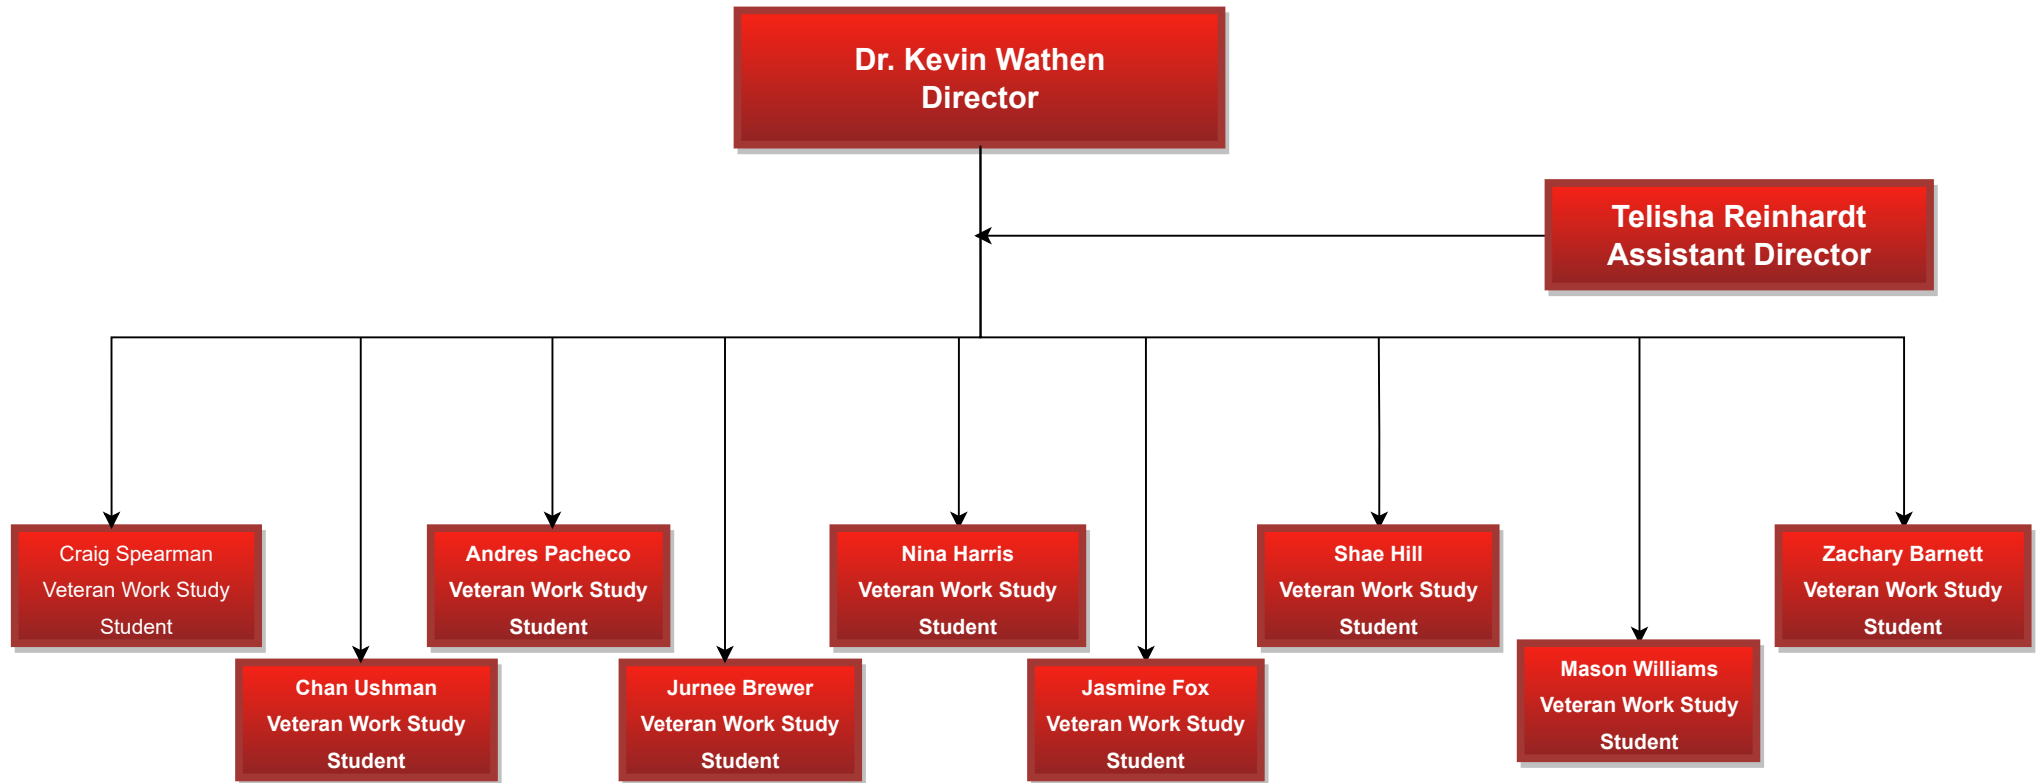 Dr. Kevin Wathen
Director
Telisha Reinhardt
Assistant Director
Craig Spearman
Veteran Work Study
Student
Andres Pacheco
Veteran Work Study
Student
Nina Harris
Veteran Work Study
Student
Shae Hill
Veteran Work Study
Student
Zachary Barnett
Veteran Work Study
Student
Chan Ushman
Veteran Work Study
Student
Jurnee Brewer
Veteran Work Study
Student
Jasmine Fox
Veteran Work Study
Student
Mason Williams
Veteran Work Study
Student